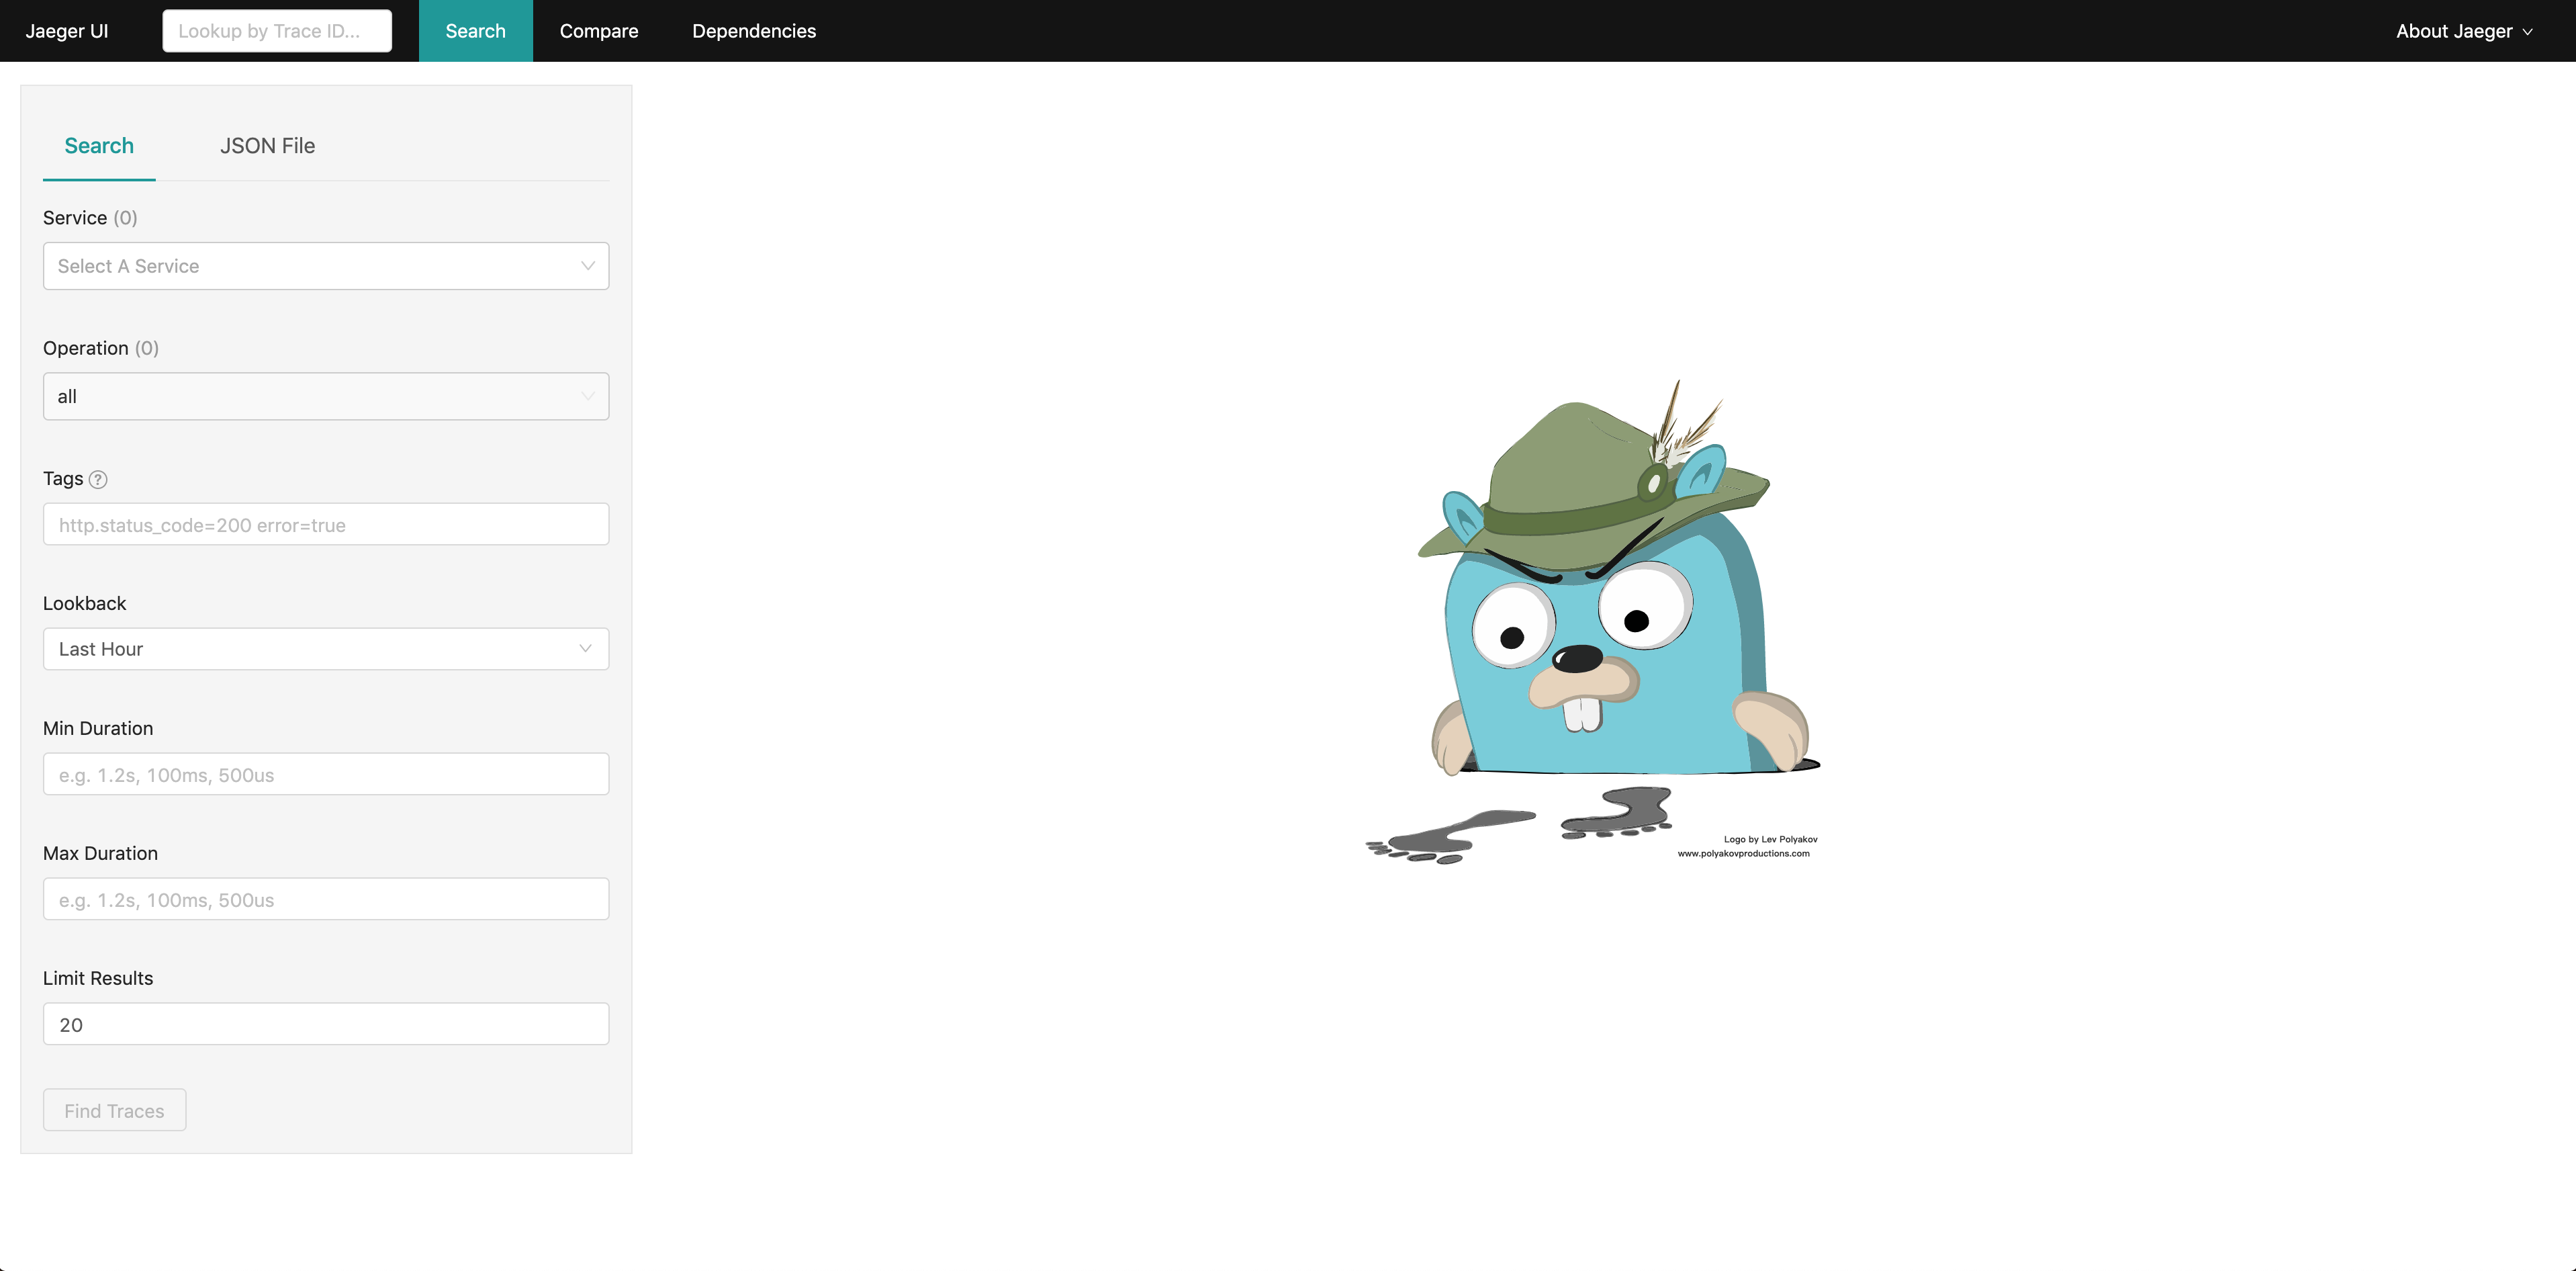 Jaeger UI
Lookup by Trace ID...
Search
Compare
Dependencies
About Jaeger
Search
JSON File
Service (0)
Select A Service
Operation (0)
all
Tags ?
http.status_code=200 error=true
Lookback
Last Hour
Min Duration
e.g. 1.2s, 100ms, 500us
Max Duration
e.g. 1.2s, 100ms, 500us
Limit Results
20
Find Traces
Logo by Lev Polyakov
www.polyakovproductions.com